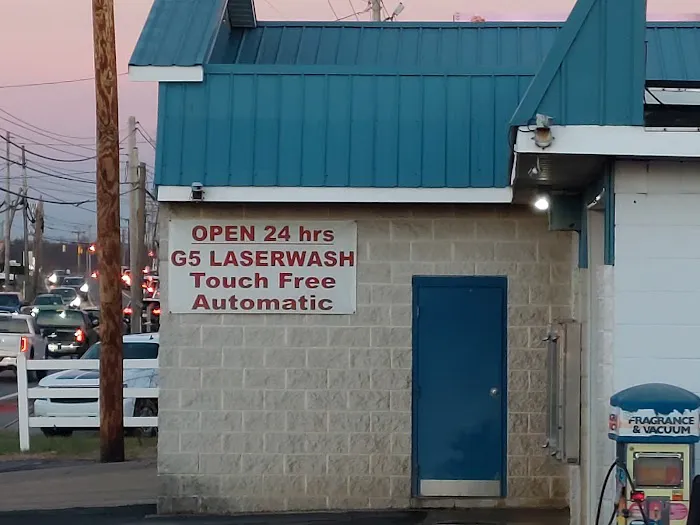 OPEN 24 hrs
G5 LASERWASH
Touch Free
Automatic
FRAGRANCE
& VACUUM